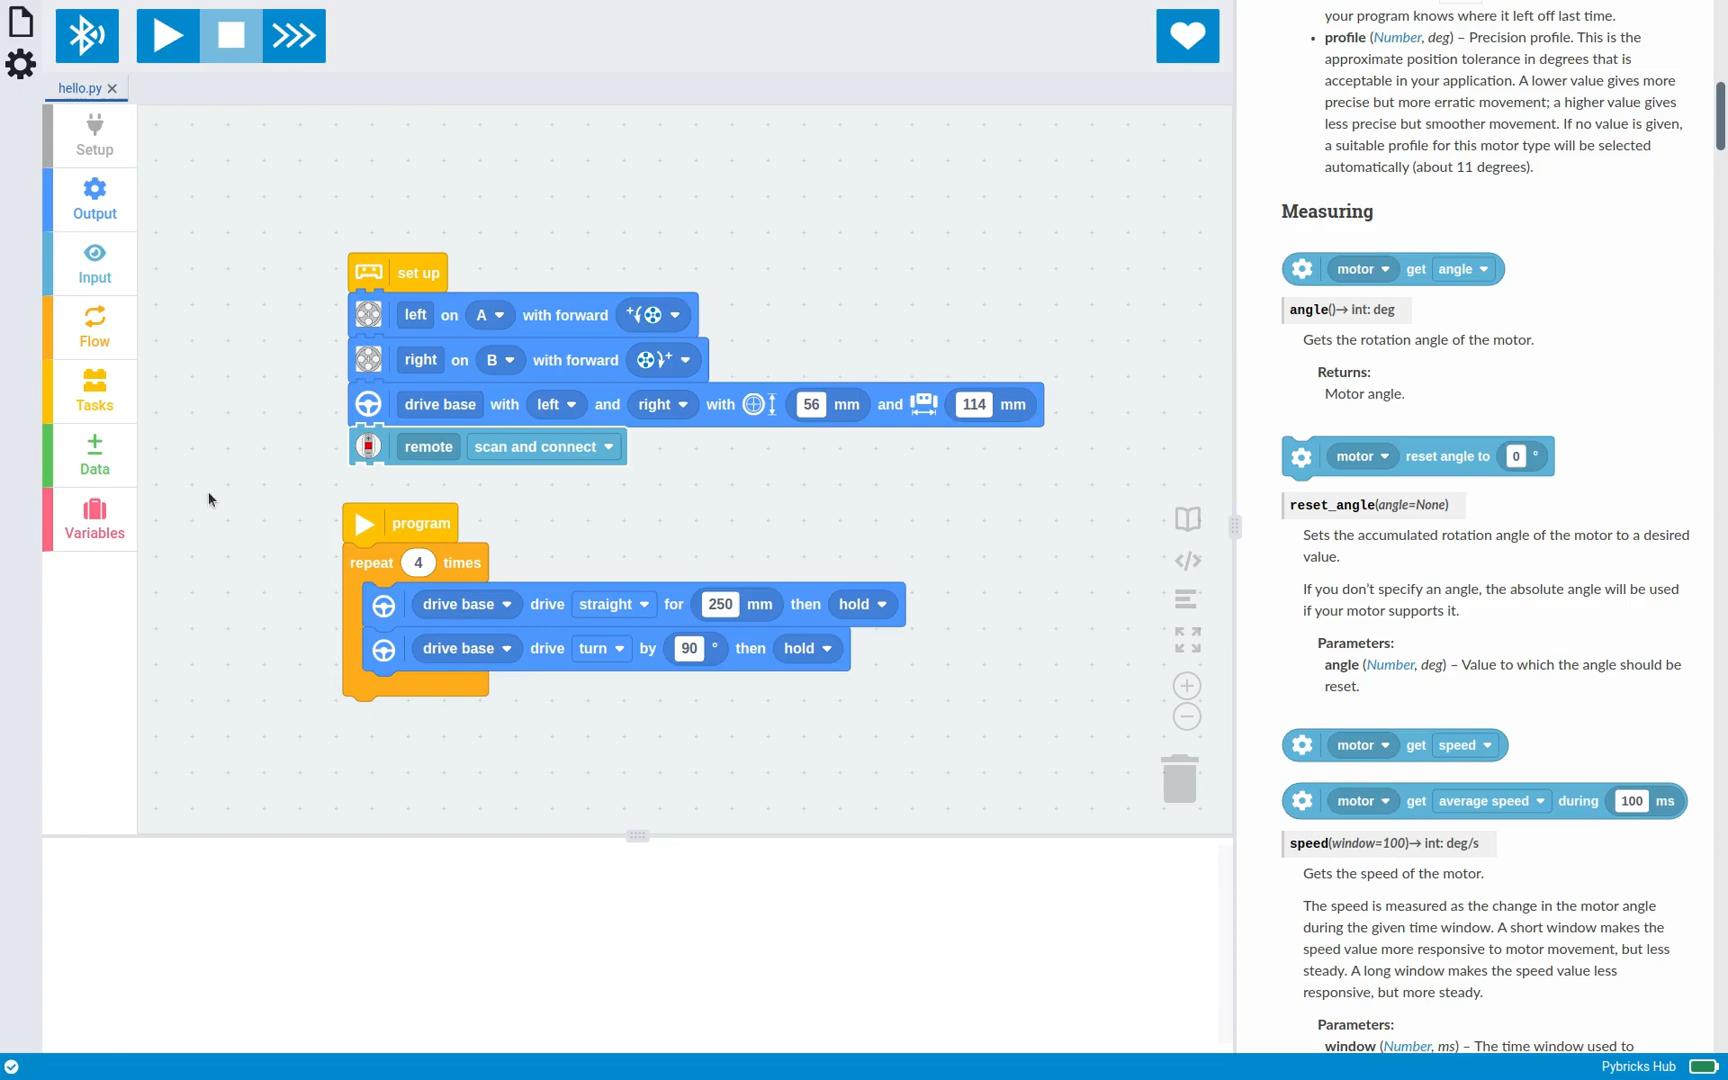 hello.py
Setup
Output
Input
Flow
Tasks
Data
Variables
set up
left on A with forward +
right on B with forward +
drive base with left and right with 56 mm and 114 mm
remote scan and connect
program
repeat 4 times
drive base drive straight for 250 mm then hold
drive base drive turn by 90 ° then hold
your program knows where it left off last time.
• profile (Number, deg) – Precision profile. This is the
approximate position tolerance in degrees that is
acceptable in your application. A lower value gives more
precise but more erratic movement; a higher value gives
less precise but smoother movement. If no value is given,
a suitable profile for this motor type will be selected
automatically (about 11 degrees).
Measuring
motor get angle
angle()→ int: deg
Gets the rotation angle of the motor.
Returns:
Motor angle.
motor reset angle to 0 °
reset_angle(angle=None)
Sets the accumulated rotation angle of the motor to a desired
value.
If you don’t specify an angle, the absolute angle will be used
if your motor supports it.
Parameters:
angle (Number, deg) – Value to which the angle should be
reset.
motor get speed
motor get average speed during 100 ms
speed(window=100)→ int: deg/s
Gets the speed of the motor.
The speed is measured as the change in the motor angle
during the given time window. A short window makes the
speed value more responsive to motor movement, but less
steady. A long window makes the speed value less
responsive, but more steady.
Parameters:
window (Number, ms) – The time window used to
Pybricks Hub